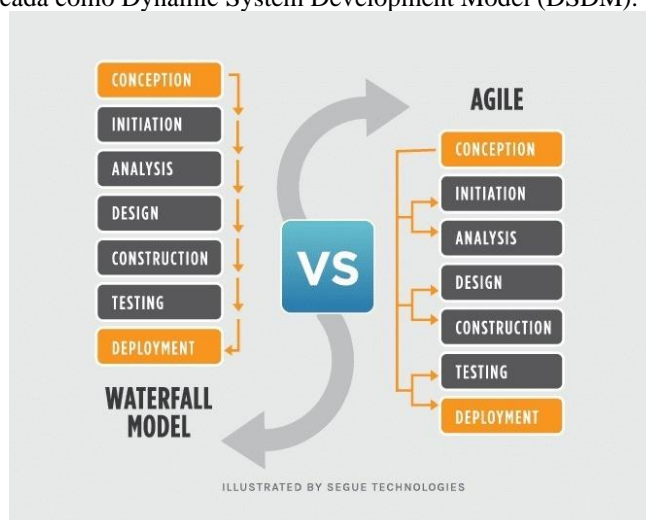 cada como Dynamic System Development Model (DSDM).
CONCEPTION
INITIATION
ANALYSIS
DESIGN
CONSTRUCTION
TESTING
DEPLOYMENT
WATERFALL
MODEL
VS
AGILE
CONCEPTION
INITIATION
ANALYSIS
DESIGN
CONSTRUCTION
TESTING
DEPLOYMENT
ILLUSTRATED BY SEGUE TECHNOLOGIES